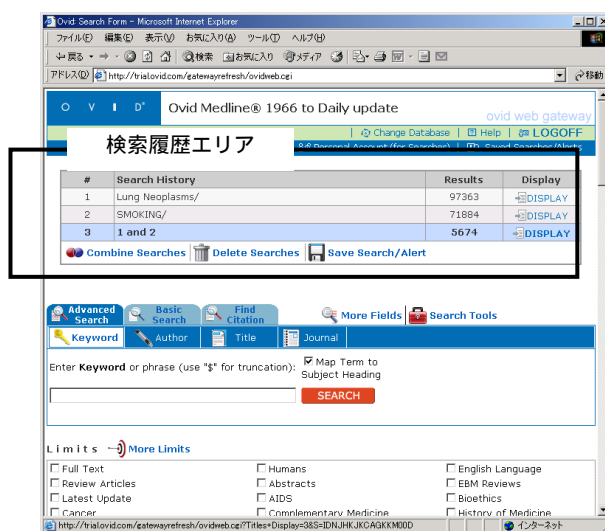 Ovid: Search Form - Microsoft Internet Explorer
ファイル(F) 編集(E) 表示(V) お気に入り(A) ツール(T) ヘルプ(H)
戻る 検索 お気に入り メディア
アドレス(D) http://trial.ovid.com/gatewayrefresh/ovidweb.cgi 移動
O V I D Ovid Medline® 1966 to Daily update
ovid web gateway
Change Database | Help | LOGOFF
検索履歴エリア
Personal Account (for Searches) | Saved Searches/Alerts
# Search History Results Display
1 Lung Neoplasms/ 97363 DISPLAY
2 SMOKING/ 71884 DISPLAY
3 1 and 2 5674 DISPLAY
Combine Searches Delete Searches Save Search/Alert
Advanced Search Basic Search Find Citation More Fields Search Tools
Keyword Author Title Journal
Enter Keyword or phrase (use "$" for truncation): Map Term to Subject Heading
SEARCH
Limits More Limits
Full Text Humans English Language
Review Articles Abstracts EBM Reviews
Latest Update AIDS Bioethics
Cancer Complementary Medicine History of Medicine
http://trial.ovid.com/gatewayrefresh/ovidweb.cgi?Titles+Display=3&S=IDNJHKJKCAGKKM00D インターネット